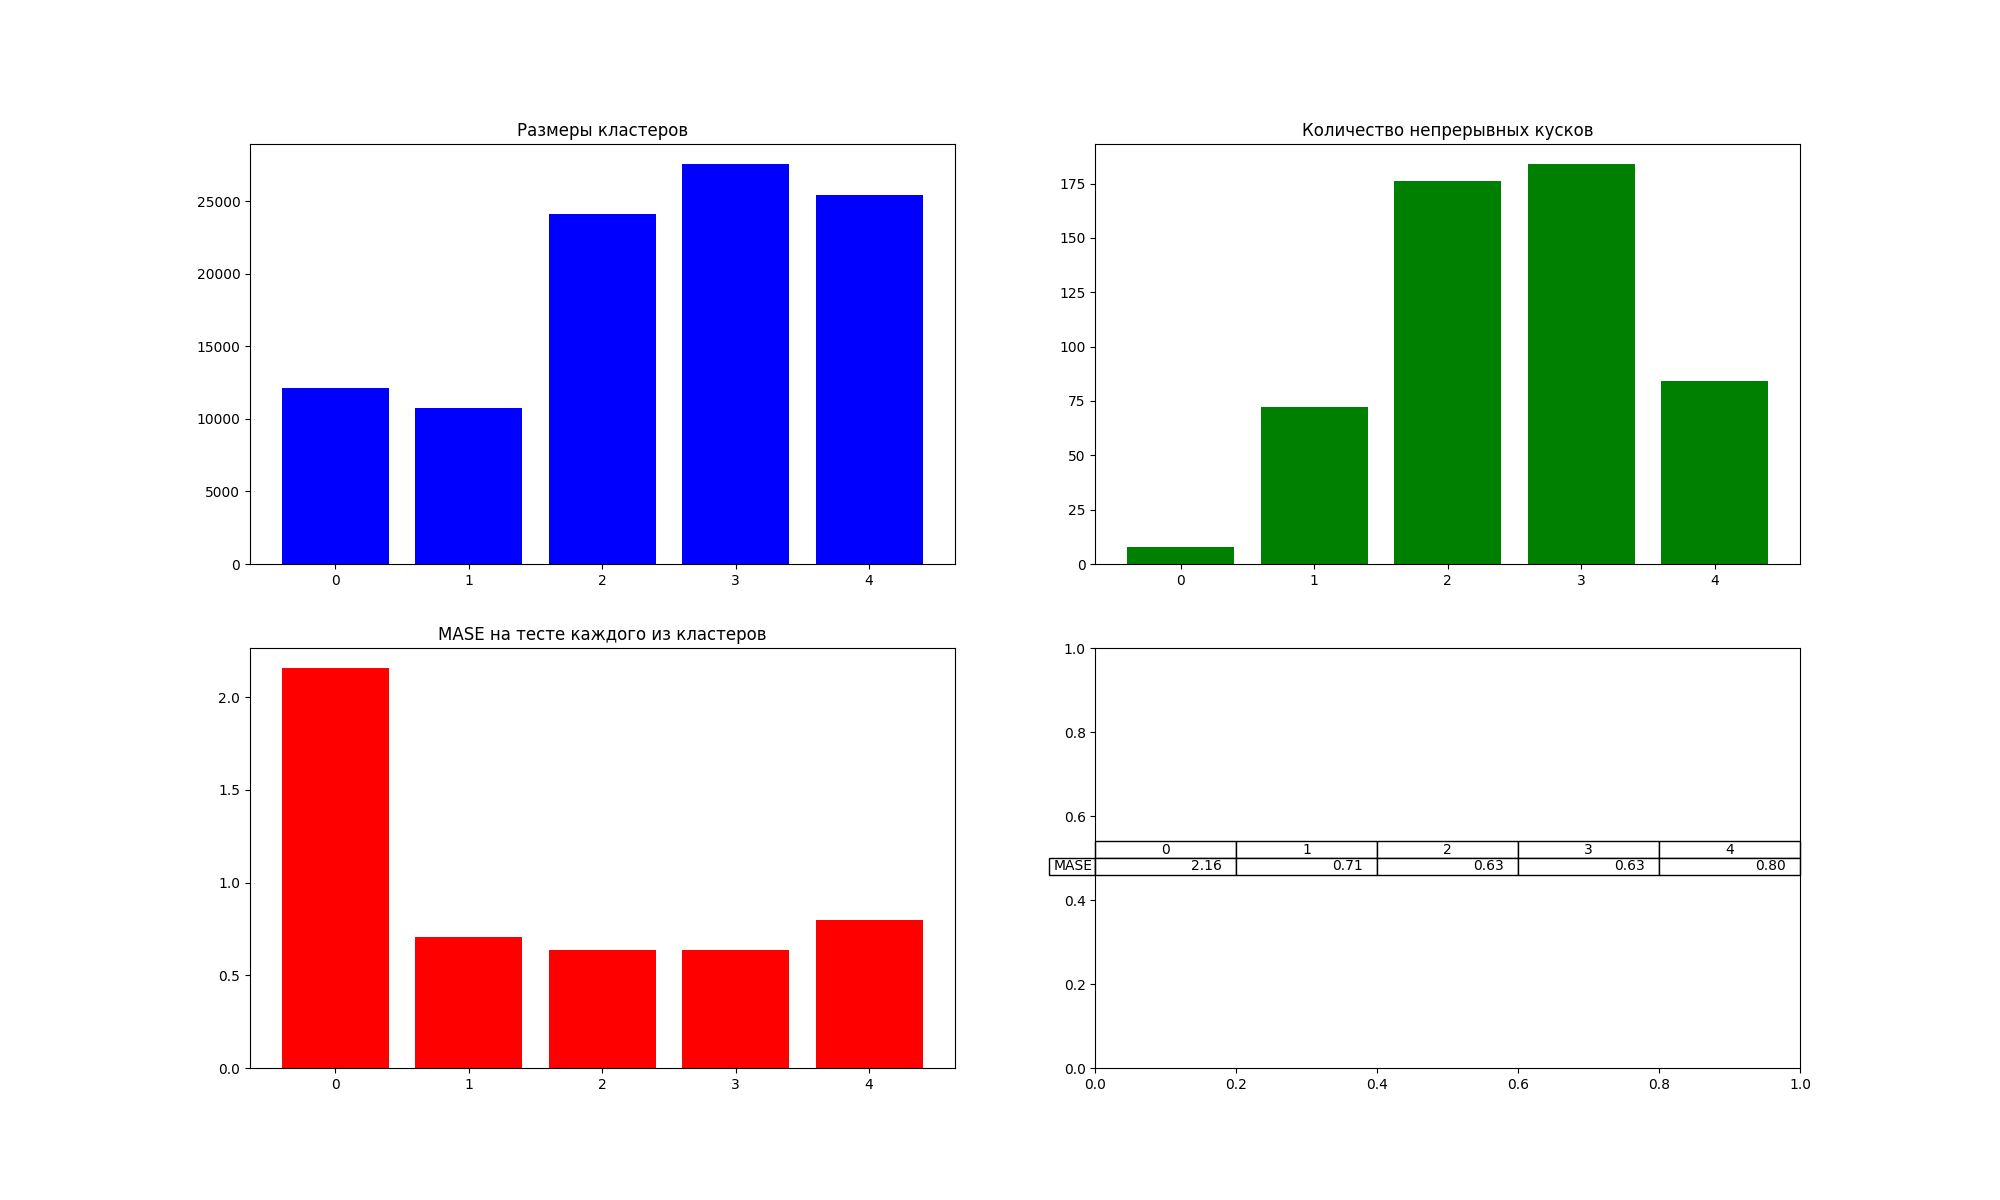 Размеры кластеров
25000
20000
15000
10000
5000
0
0 1 2 3 4
Количество непрерывных кусков
175
150
125
100
75
50
25
0
0 1 2 3 4
MASE на тесте каждого из кластеров
2.0
1.5
1.0
0.5
0.0
0 1 2 3 4
1.0
0.8
0.6
0 1 2 3 4
MASE 2.16 0.71 0.63 0.63 0.80
0.4
0.2
0.0
0.0 0.2 0.4 0.6 0.8 1.0